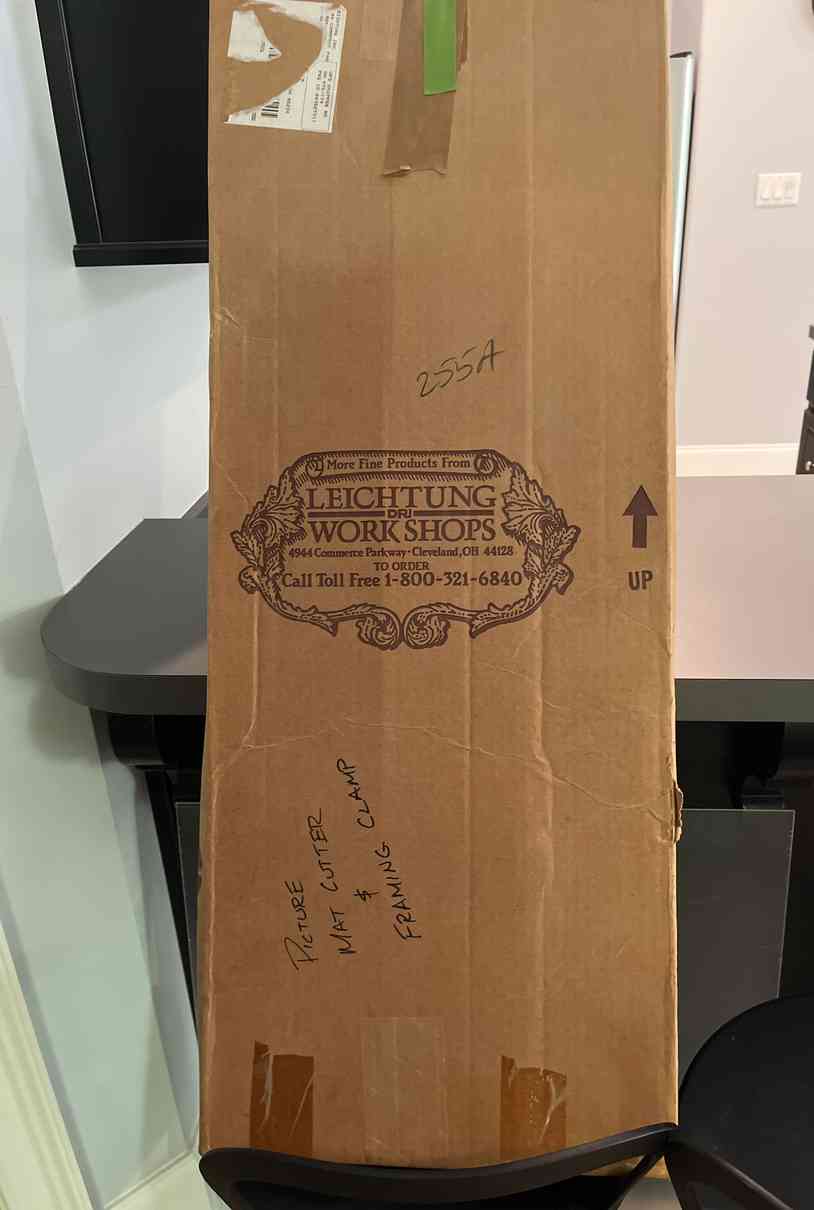 255A
More Fine Products From
LEICHTUNG
DRI
WORKSHOPS
4944 Commerce Parkway · Cleveland, OH 44128
TO ORDER
Call Toll Free 1-800-321-6840
UP
PICTURE
MAT CUTTER
&
FRAMING CLAMP